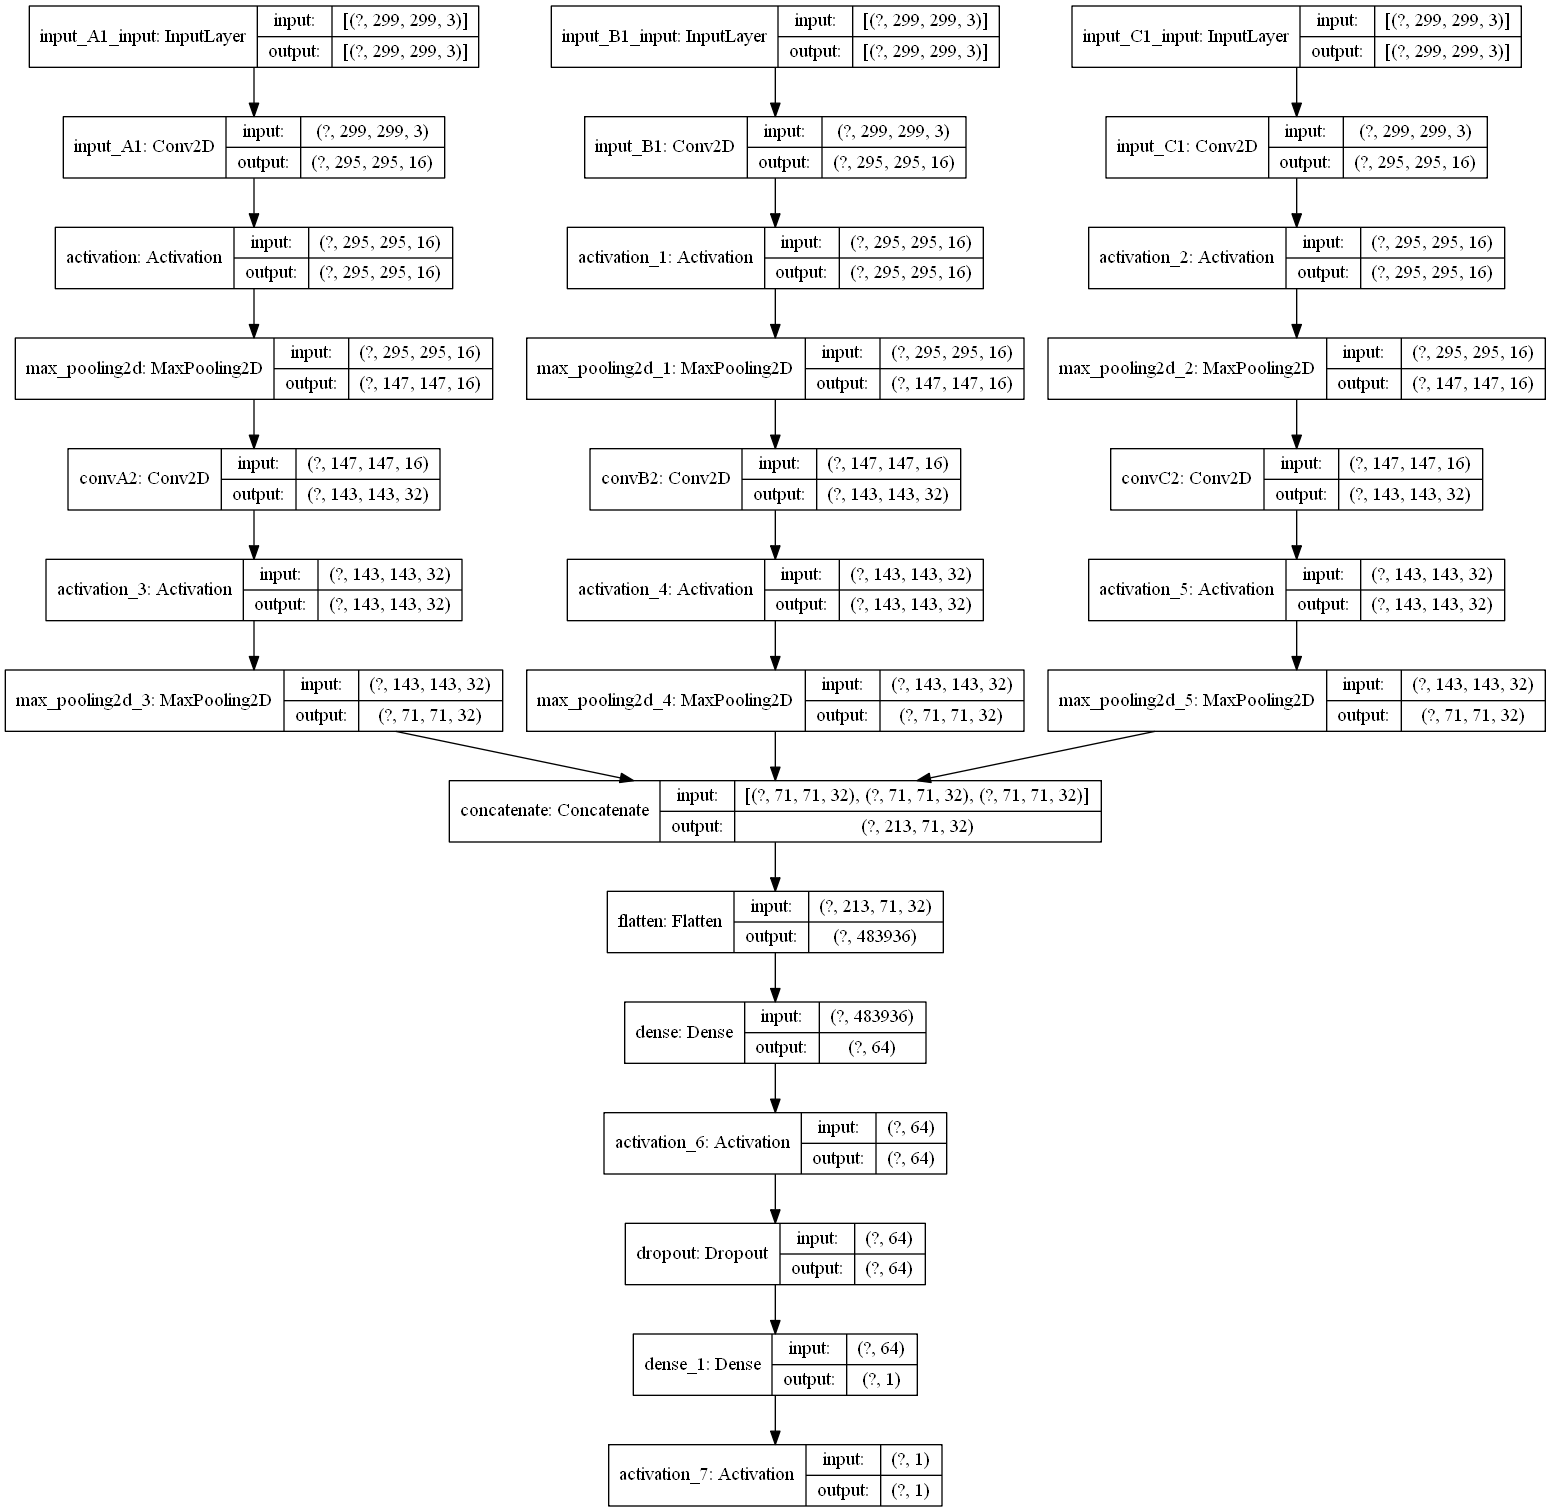 input_A1_input: InputLayer
input: [(?, 299, 299, 3)]
output: [(?, 299, 299, 3)]
input_B1_input: InputLayer
input: [(?, 299, 299, 3)]
output: [(?, 299, 299, 3)]
input_C1_input: InputLayer
input: [(?, 299, 299, 3)]
output: [(?, 299, 299, 3)]
input_A1: Conv2D
input: (?, 299, 299, 3)
output: (?, 295, 295, 16)
input_B1: Conv2D
input: (?, 299, 299, 3)
output: (?, 295, 295, 16)
input_C1: Conv2D
input: (?, 299, 299, 3)
output: (?, 295, 295, 16)
activation: Activation
input: (?, 295, 295, 16)
output: (?, 295, 295, 16)
activation_1: Activation
input: (?, 295, 295, 16)
output: (?, 295, 295, 16)
activation_2: Activation
input: (?, 295, 295, 16)
output: (?, 295, 295, 16)
max_pooling2d: MaxPooling2D
input: (?, 295, 295, 16)
output: (?, 147, 147, 16)
max_pooling2d_1: MaxPooling2D
input: (?, 295, 295, 16)
output: (?, 147, 147, 16)
max_pooling2d_2: MaxPooling2D
input: (?, 295, 295, 16)
output: (?, 147, 147, 16)
convA2: Conv2D
input: (?, 147, 147, 16)
output: (?, 143, 143, 32)
convB2: Conv2D
input: (?, 147, 147, 16)
output: (?, 143, 143, 32)
convC2: Conv2D
input: (?, 147, 147, 16)
output: (?, 143, 143, 32)
activation_3: Activation
input: (?, 143, 143, 32)
output: (?, 143, 143, 32)
activation_4: Activation
input: (?, 143, 143, 32)
output: (?, 143, 143, 32)
activation_5: Activation
input: (?, 143, 143, 32)
output: (?, 143, 143, 32)
max_pooling2d_3: MaxPooling2D
input: (?, 143, 143, 32)
output: (?, 71, 71, 32)
max_pooling2d_4: MaxPooling2D
input: (?, 143, 143, 32)
output: (?, 71, 71, 32)
max_pooling2d_5: MaxPooling2D
input: (?, 143, 143, 32)
output: (?, 71, 71, 32)
concatenate: Concatenate
input: [(?, 71, 71, 32), (?, 71, 71, 32), (?, 71, 71, 32)]
output: (?, 213, 71, 32)
flatten: Flatten
input: (?, 213, 71, 32)
output: (?, 483936)
dense: Dense
input: (?, 483936)
output: (?, 64)
activation_6: Activation
input: (?, 64)
output: (?, 64)
dropout: Dropout
input: (?, 64)
output: (?, 64)
dense_1: Dense
input: (?, 64)
output: (?, 1)
activation_7: Activation
input: (?, 1)
output: (?, 1)